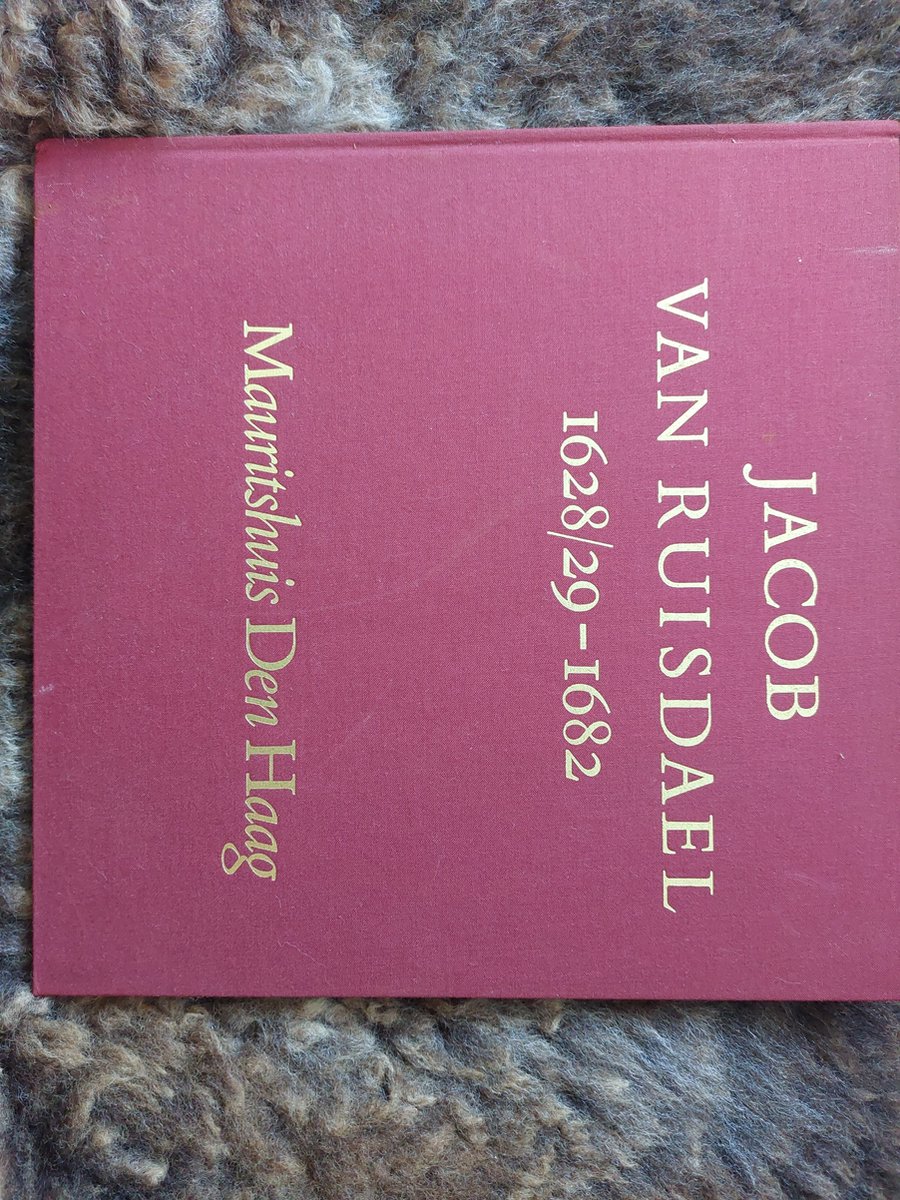 JACOB
VAN RUISDAEL
1628/29–1682
Mauritshuis Den Haag